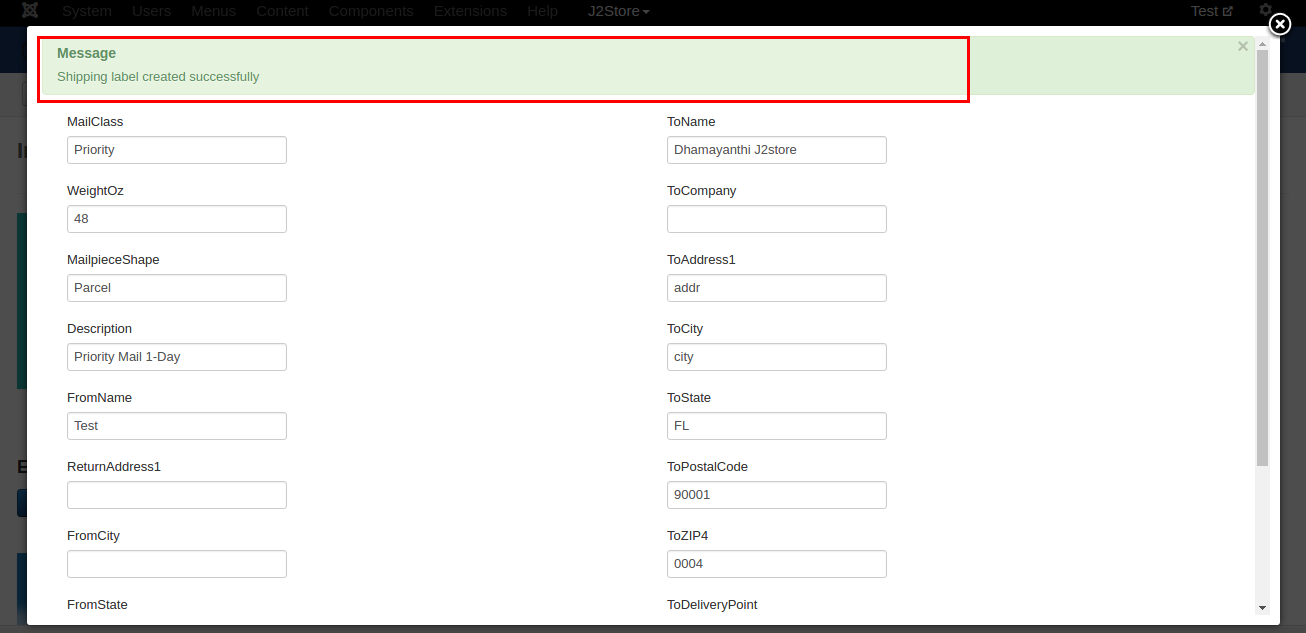 System Users Menus Content Components Extensions Help J2Store Test
Message
Shipping label created successfully
MailClass
Priority
WeightOz
48
MailpieceShape
Parcel
Description
Priority Mail 1-Day
FromName
Test
ReturnAddress1
FromCity
FromState
ToName
Dhamayanthi J2store
ToCompany
ToAddress1
addr
ToCity
city
ToState
FL
ToPostalCode
90001
ToZIP4
0004
ToDeliveryPoint